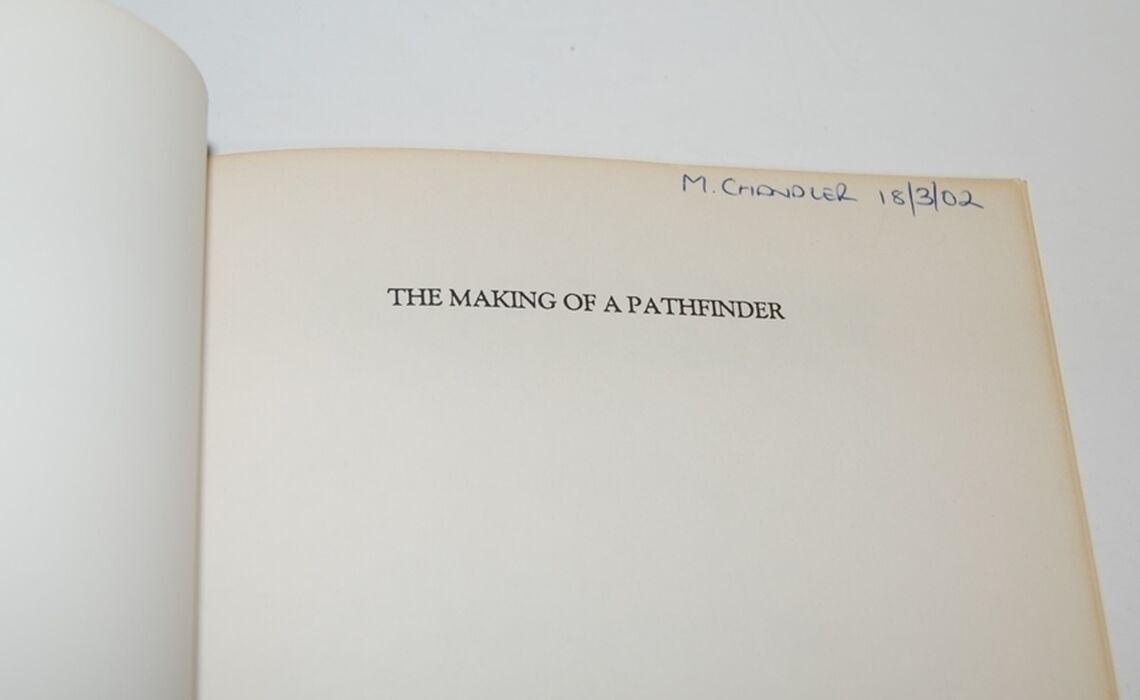 M. CHANDLER 18/3/02
THE MAKING OF A PATHFINDER